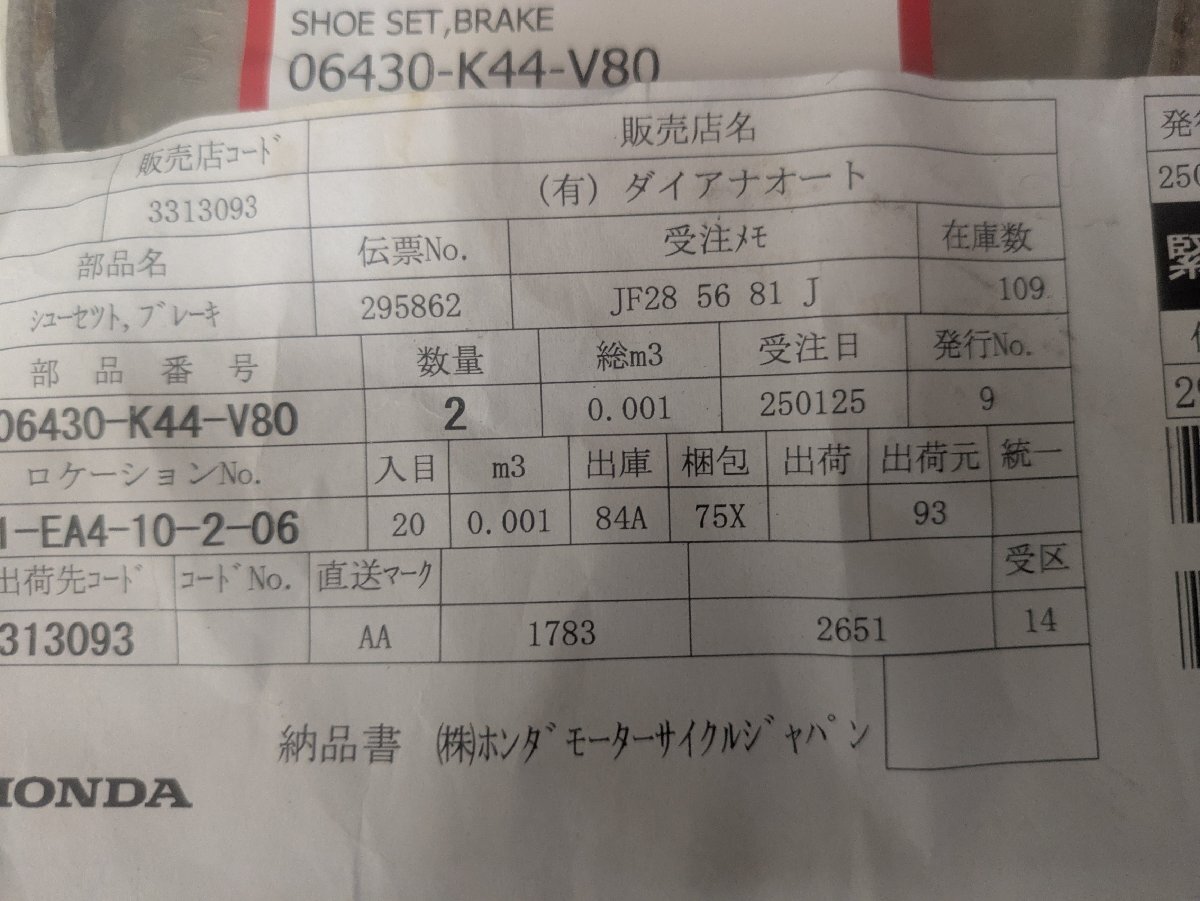 SHOE SET,BRAKE
06430-K44-V80
販売店コード 販売店名 発行
3313093 (有) ダイアナオート 250
部品名 伝票No. 受注メモ 在庫数 緊
シューセット,ブレーキ 295862 JF28 56 81 J 109
部品番号 数量 総m3 受注日 発行No.
06430-K44-V80 2 0.001 250125 9 29
ロケーションNo. 入目 m3 出庫 梱包 出荷 出荷元 統一
1-EA4-10-2-06 20 0.001 84A 75X 93
出荷先コード コードNo. 直送マーク 受区
313093 AA 1783 2651 14
納品書 (株)ホンダモーターサイクルジャパン
HONDA